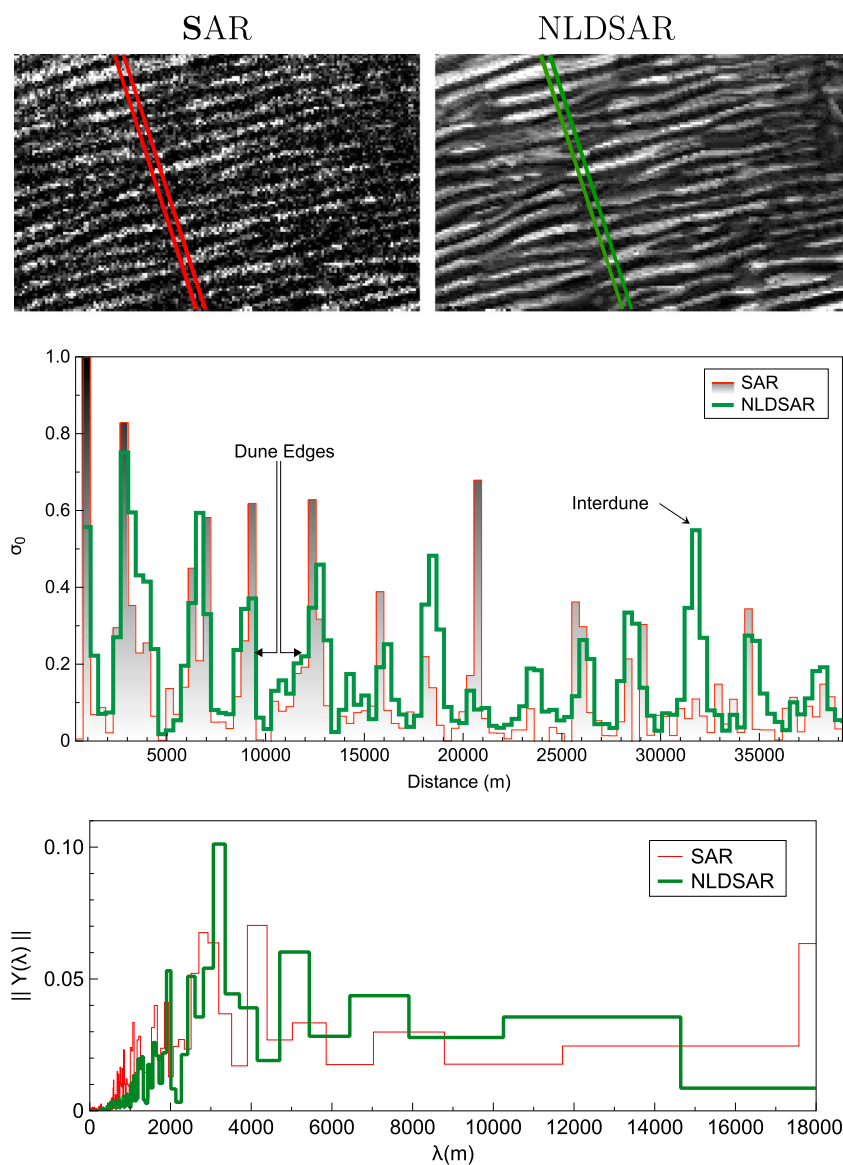 SAR NLDSAR
1.0
0.8
0.6
0.4
0.2
0
σ0
SAR
NLDSAR
Dune Edges
Interdune
5000 10000 15000 20000 25000 30000 35000
Distance (m)
0.10
0.05
0
|| Y(λ) ||
SAR
NLDSAR
0 2000 4000 6000 8000 10000 12000 14000 16000 18000
λ(m)